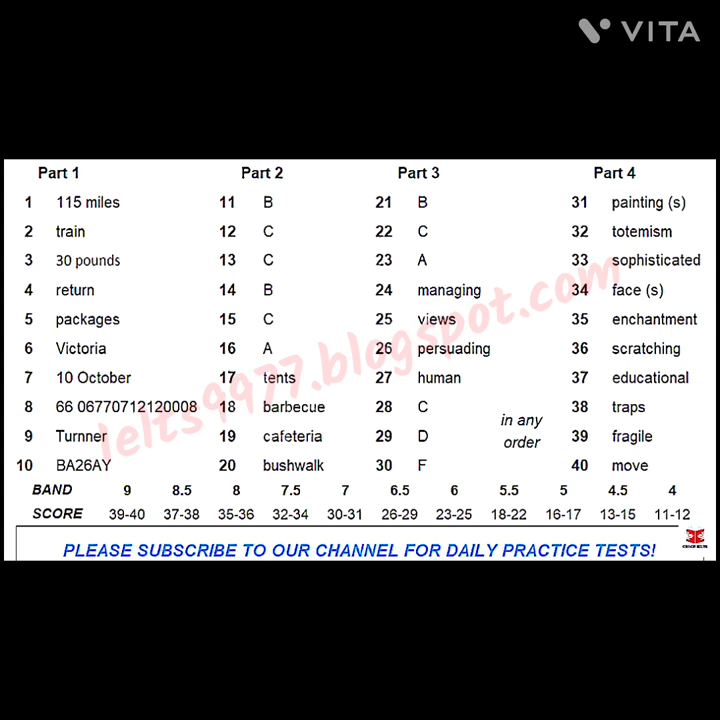 VITA
Part 1 Part 2 Part 3 Part 4
1 115 miles 11 B 21 B 31 painting (s)
2 train 12 C 22 C 32 totemism
3 30 pounds 13 C 23 A 33 sophisticated
4 return 14 B 24 managing 34 face (s)
5 packages 15 C 25 views 35 enchantment
6 Victoria 16 A 26 persuading 36 scratching
7 10 October 17 tents 27 human 37 educational
8 66 06770712120008 18 barbecue 28 C 38 traps
9 Turnner 19 cafeteria 29 D 39 fragile
in any
order
10 BA26AY 20 bushwalk 30 F 40 move
Ielts9977.blogspot.com
BAND 9 8.5 8 7.5 7 6.5 6 5.5 5 4.5 4
SCORE 39-40 37-38 35-36 32-34 30-31 26-29 23-25 18-22 16-17 13-15 11-12
PLEASE SUBSCRIBE TO OUR CHANNEL FOR DAILY PRACTICE TESTS!